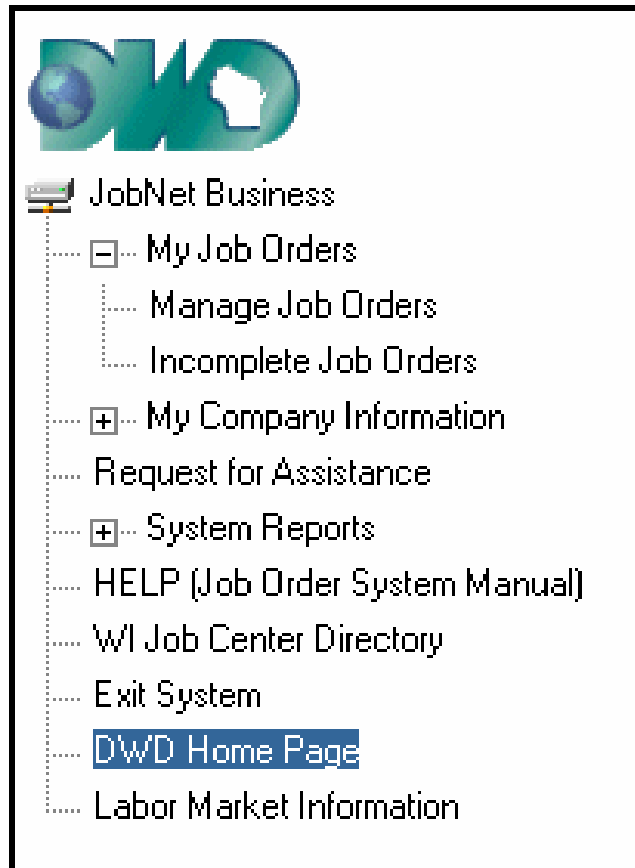 DWD
JobNet Business
My Job Orders
Manage Job Orders
Incomplete Job Orders
My Company Information
Request for Assistance
System Reports
HELP (Job Order System Manual)
WI Job Center Directory
Exit System
DWD Home Page
Labor Market Information